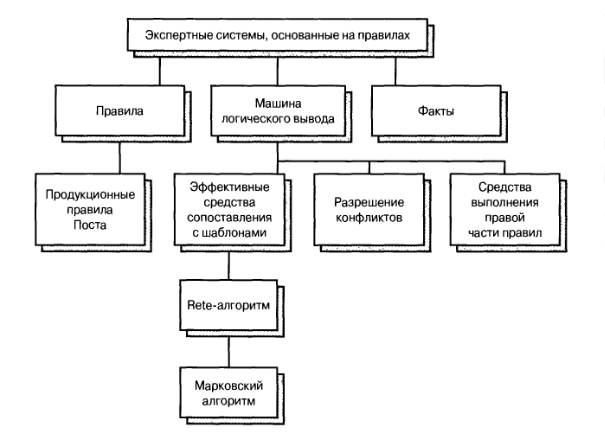 Экспертные системы, основанные на правилах
Правила
Машина
логического вывода
Факты
Продукционные
правила
Поста
Эффективные
средства
сопоставления
с шаблонами
Разрешение
конфликтов
Средства
выполнения
правой
части правил
Rete-алгоритм
Марковский
алгоритм